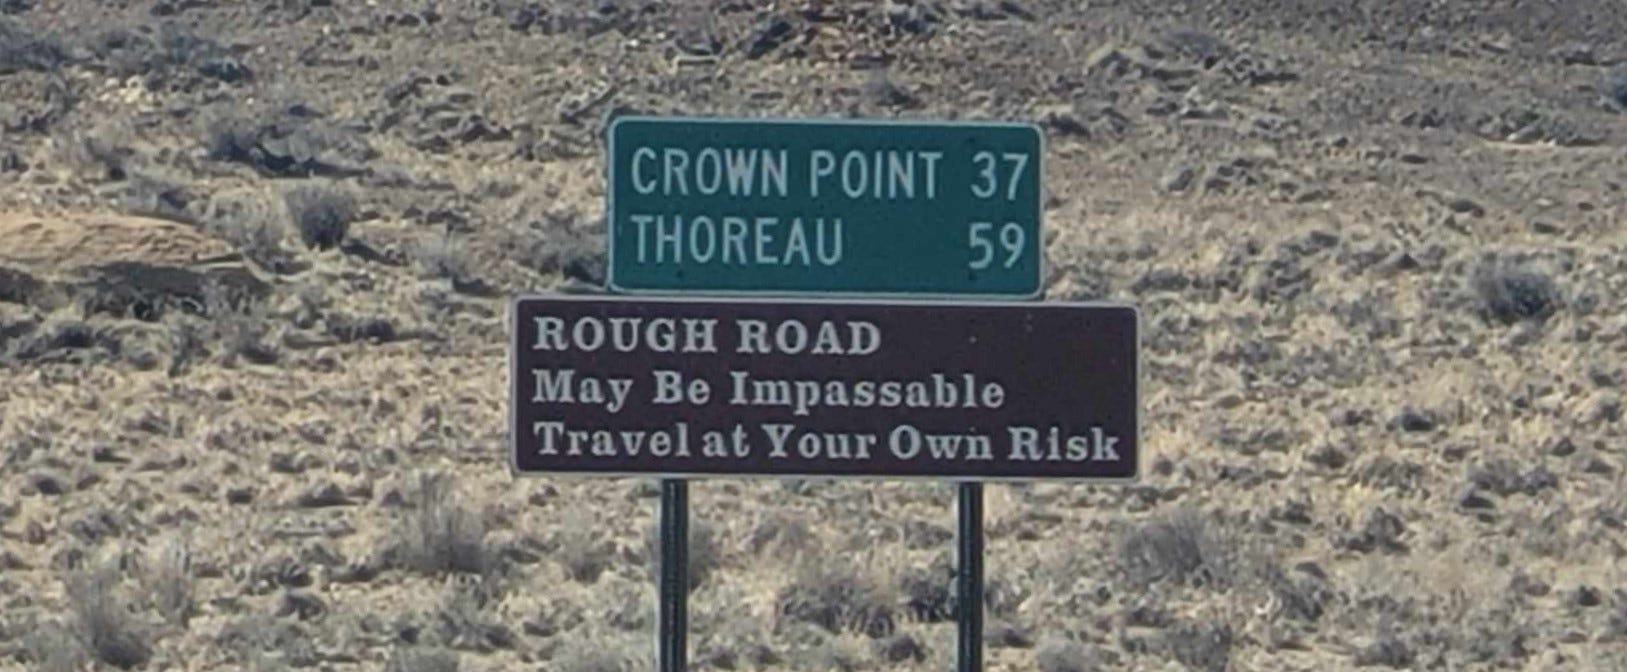 CROWN POINT 37
THOREAU 59
ROUGH ROAD
May Be Impassable
Travel at Your Own Risk